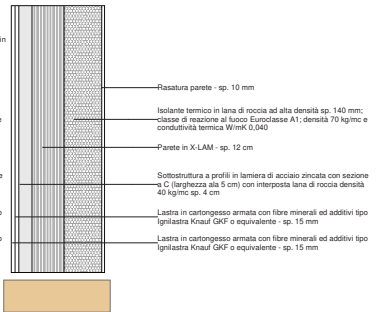 in
e
e
o
o
Rasatura parete - sp. 10 mm
Isolante termico in lana di roccia ad alta densità sp. 140 mm;
classe di reazione al fuoco Euroclasse A1; densità 70 kg/mc e
conduttività termica W/mK 0,040
Parete in X-LAM - sp. 12 cm
Sottostruttura a profili in lamiera di acciaio zincata con sezione
a C (larghezza ala 5 cm) con interposta lana di roccia densità
40 kg/mc sp. 4 cm
Lastra in cartongesso armata con fibre minerali ed additivi tipo
Ignilastra Knauf GKF o equivalente - sp. 15 mm
Lastra in cartongesso armata con fibre minerali ed additivi tipo
Ignilastra Knauf GKF o equivalente - sp. 15 mm